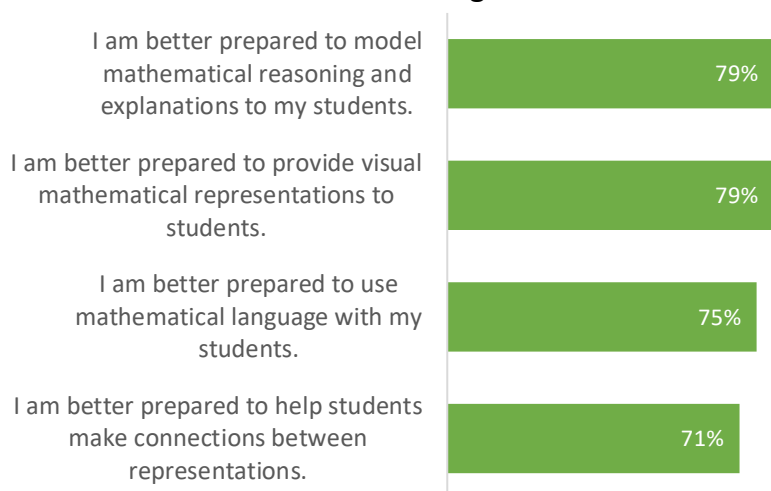 I am better prepared to model
mathematical reasoning and
explanations to my students.
79%
I am better prepared to provide visual
mathematical representations to
students.
79%
I am better prepared to use
mathematical language with my
students.
75%
I am better prepared to help students
make connections between
representations.
71%